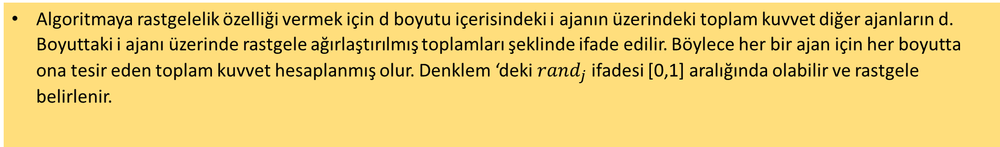 • Algoritmaya rastgelelik özelliği vermek için d boyutu içerisindeki i ajanın üzerindeki toplam kuvvet diğer ajanların d.
Boyuttaki i ajanı üzerinde rastgele ağırlaştırılmış toplamları şeklinde ifade edilir. Böylece her bir ajan için her boyutta
ona tesir eden toplam kuvvet hesaplanmış olur. Denklem ‘deki rand_j ifadesi [0,1] aralığında olabilir ve rastgele
belirlenir.